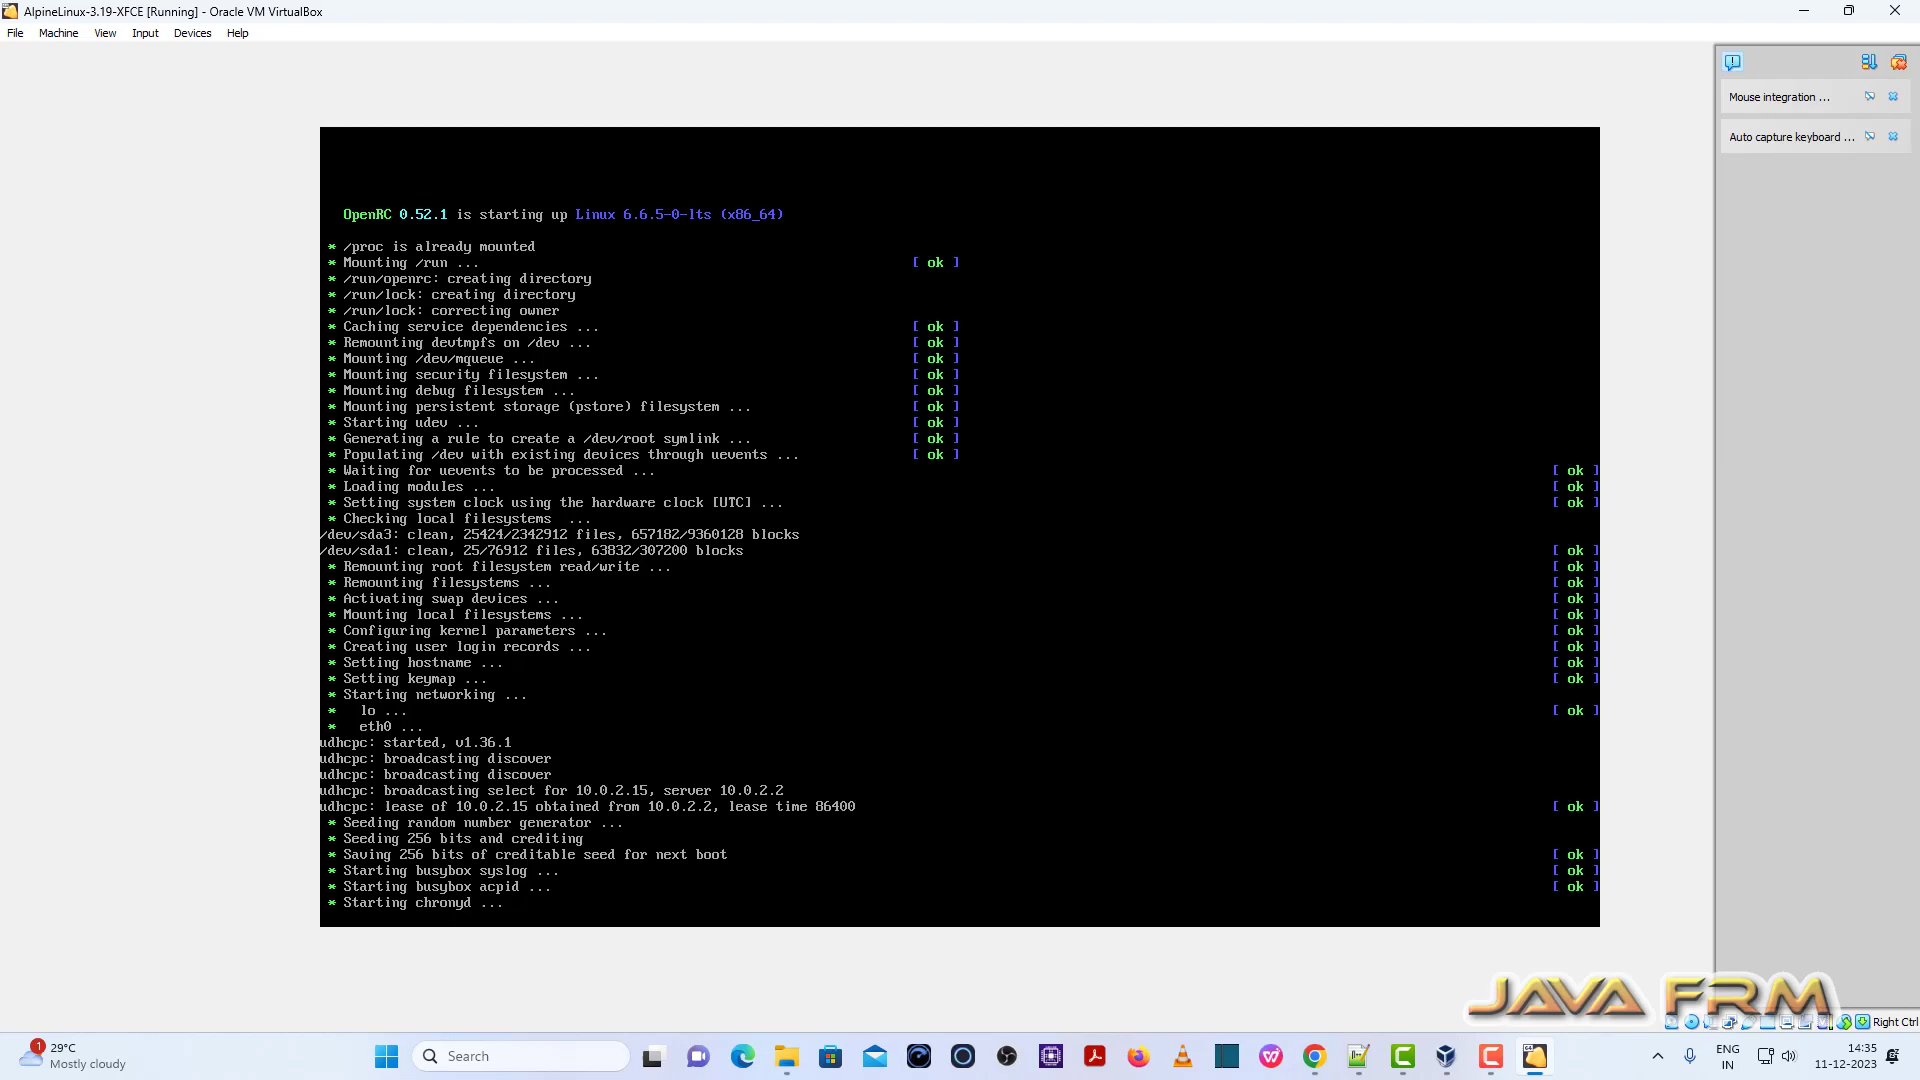 AlpineLinux-3.19-XFCE [Running] - Oracle VM VirtualBox
File Machine View Input Devices Help
Mouse integration ...
Auto capture keyboard ...
OpenRC 0.52.1 is starting up Linux 6.6.5-0-lts (x86_64)
* /proc is already mounted
* Mounting /run ... [ ok ]
* /run/openrc: creating directory
* /run/lock: creating directory
* /run/lock: correcting owner
* Caching service dependencies ... [ ok ]
* Remounting devtmpfs on /dev ... [ ok ]
* Mounting /dev/mqueue ... [ ok ]
* Mounting security filesystem ... [ ok ]
* Mounting debug filesystem ... [ ok ]
* Mounting persistent storage (pstore) filesystem ... [ ok ]
* Starting udev ... [ ok ]
* Generating a rule to create a /dev/root symlink ... [ ok ]
* Populating /dev with existing devices through uevents ... [ ok ]
* Waiting for uevents to be processed ... [ ok ]
* Loading modules ... [ ok ]
* Setting system clock using the hardware clock [UTC] ... [ ok ]
* Checking local filesystems ...
/dev/sda3: clean, 25424/2342912 files, 657182/9360128 blocks
/dev/sda1: clean, 25/76912 files, 63832/307200 blocks [ ok ]
* Remounting root filesystem read/write ... [ ok ]
* Remounting filesystems ... [ ok ]
* Activating swap devices ... [ ok ]
* Mounting local filesystems ... [ ok ]
* Configuring kernel parameters ... [ ok ]
* Creating user login records ... [ ok ]
* Setting hostname ... [ ok ]
* Setting keymap ... [ ok ]
* Starting networking ...
* lo ... [ ok ]
* eth0 ...
udhcpc: started, v1.36.1
udhcpc: broadcasting discover
udhcpc: broadcasting discover
udhcpc: broadcasting select for 10.0.2.15, server 10.0.2.2
udhcpc: lease of 10.0.2.15 obtained from 10.0.2.2, lease time 86400 [ ok ]
* Seeding random number generator ...
* Seeding 256 bits and crediting
* Saving 256 bits of creditable seed for next boot [ ok ]
* Starting busybox syslog ... [ ok ]
* Starting busybox acpid ... [ ok ]
* Starting chronyd ...
JAVA FRM
Right Ctrl
1
29°C
Mostly cloudy
Search
ENG
IN
14:35
11-12-2023